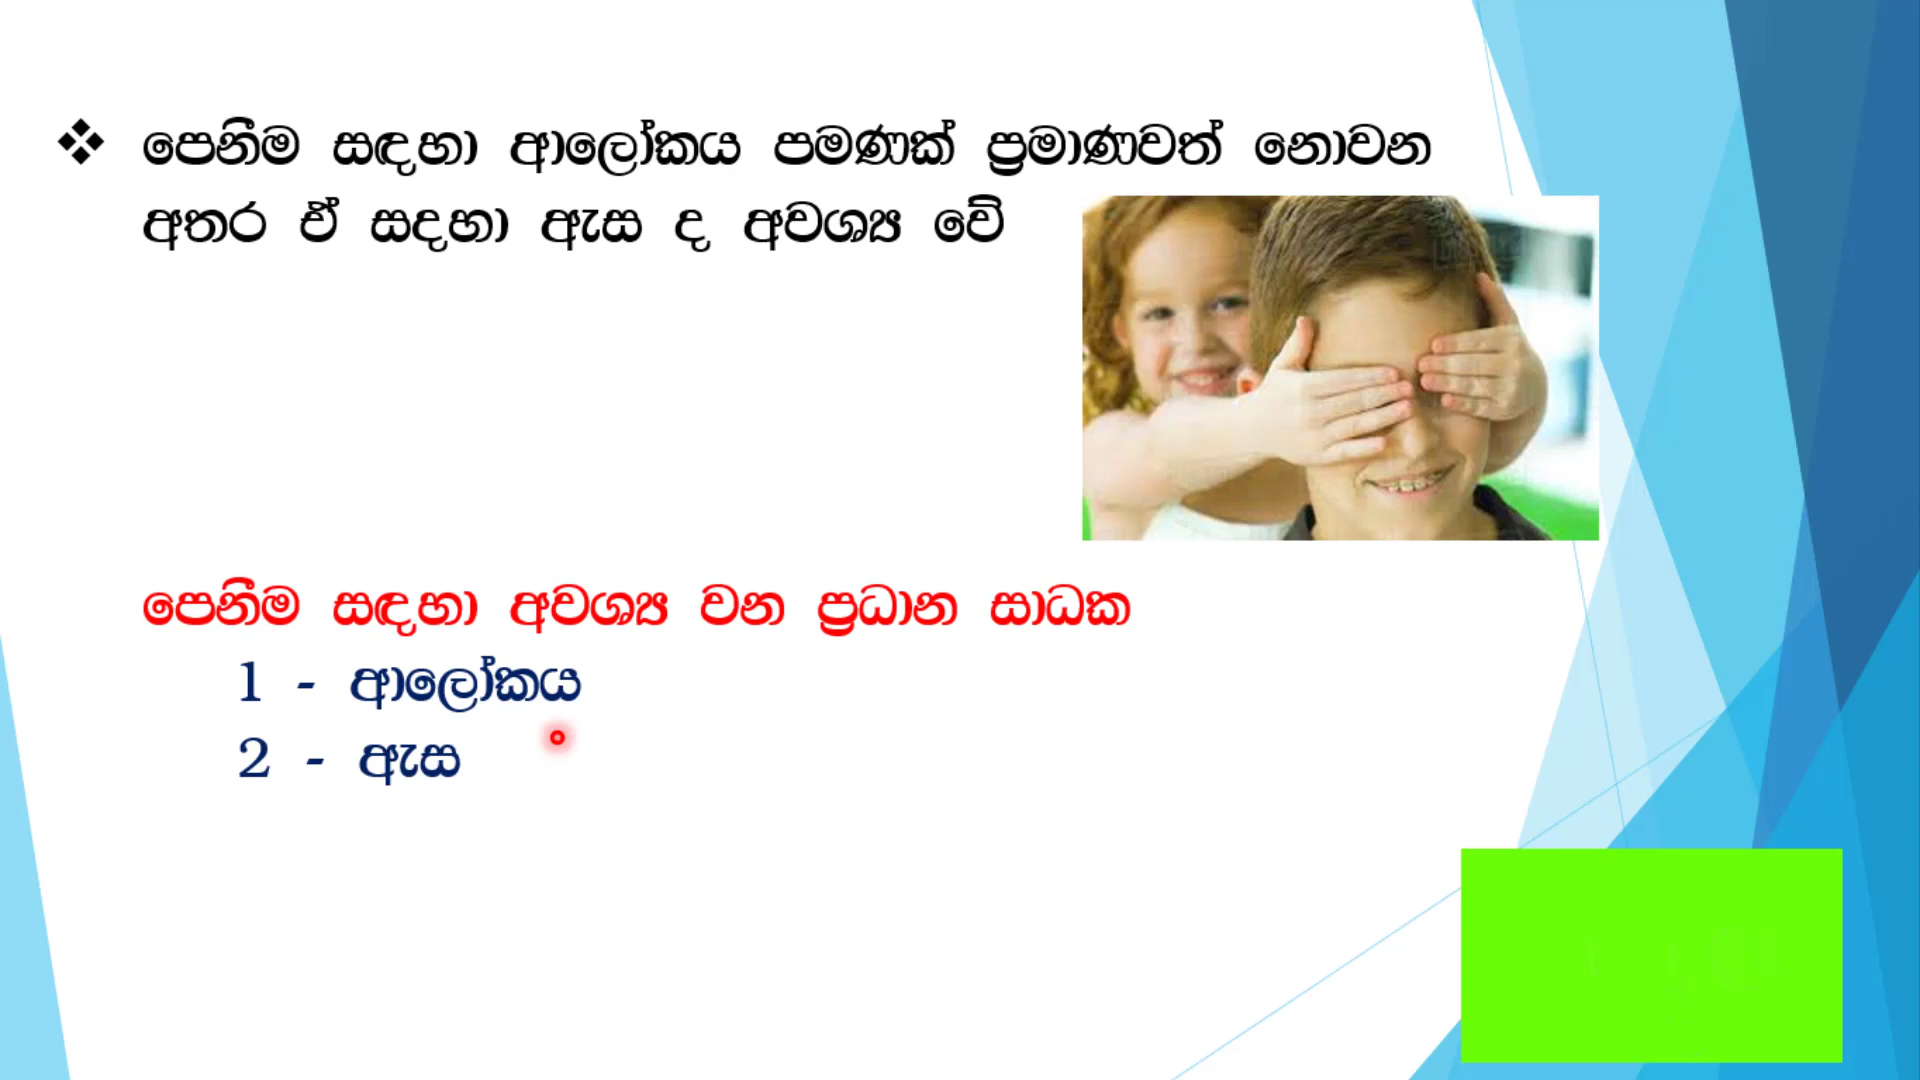 ❖ පෙනීම සඳහා ආලෝකය පමණක් ප්‍රමාණවත් නොවන
අතර ඒ සඳහා ඇස ද අවශ්‍ය වේ
පෙනීම සඳහා අවශ්‍ය වන ප්‍රධාන සාධක
1 - ආලෝකය
2 - ඇස